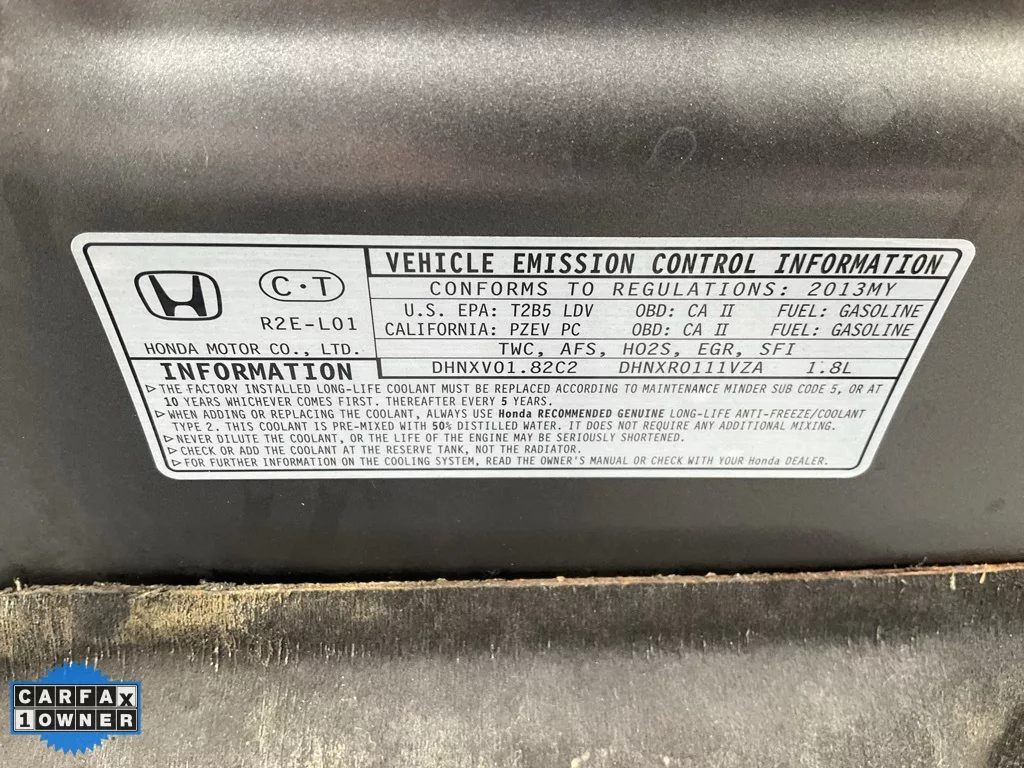 VEHICLE EMISSION CONTROL INFORMATION
C·T
CONFORMS TO REGULATIONS: 2013MY
R2E-L01
U.S. EPA: T2B5 LDV OBD: CA II FUEL: GASOLINE
CALIFORNIA: PZEV PC OBD: CA II FUEL: GASOLINE
HONDA MOTOR CO., LTD.
TWC, AFS, HO2S, EGR, SFI
INFORMATION
DHNXV01.82C2 DHNXR0111VZA 1.8L
▷THE FACTORY INSTALLED LONG-LIFE COOLANT MUST BE REPLACED ACCORDING TO MAINTENANCE MINDER SUB CODE 5, OR AT
10 YEARS WHICHEVER COMES FIRST. THEREAFTER EVERY 5 YEARS.
▷WHEN ADDING OR REPLACING THE COOLANT, ALWAYS USE Honda RECOMMENDED GENUINE LONG-LIFE ANTI-FREEZE/COOLANT
TYPE 2. THIS COOLANT IS PRE-MIXED WITH 50% DISTILLED WATER. IT DOES NOT REQUIRE ANY ADDITIONAL MIXING.
▷NEVER DILUTE THE COOLANT, OR THE LIFE OF THE ENGINE MAY BE SERIOUSLY SHORTENED.
▷CHECK OR ADD THE COOLANT AT THE RESERVE TANK, NOT THE RADIATOR.
▷FOR FURTHER INFORMATION ON THE COOLING SYSTEM, READ THE OWNER'S MANUAL OR CHECK WITH YOUR Honda DEALER.
CARFAX
1 OWNER